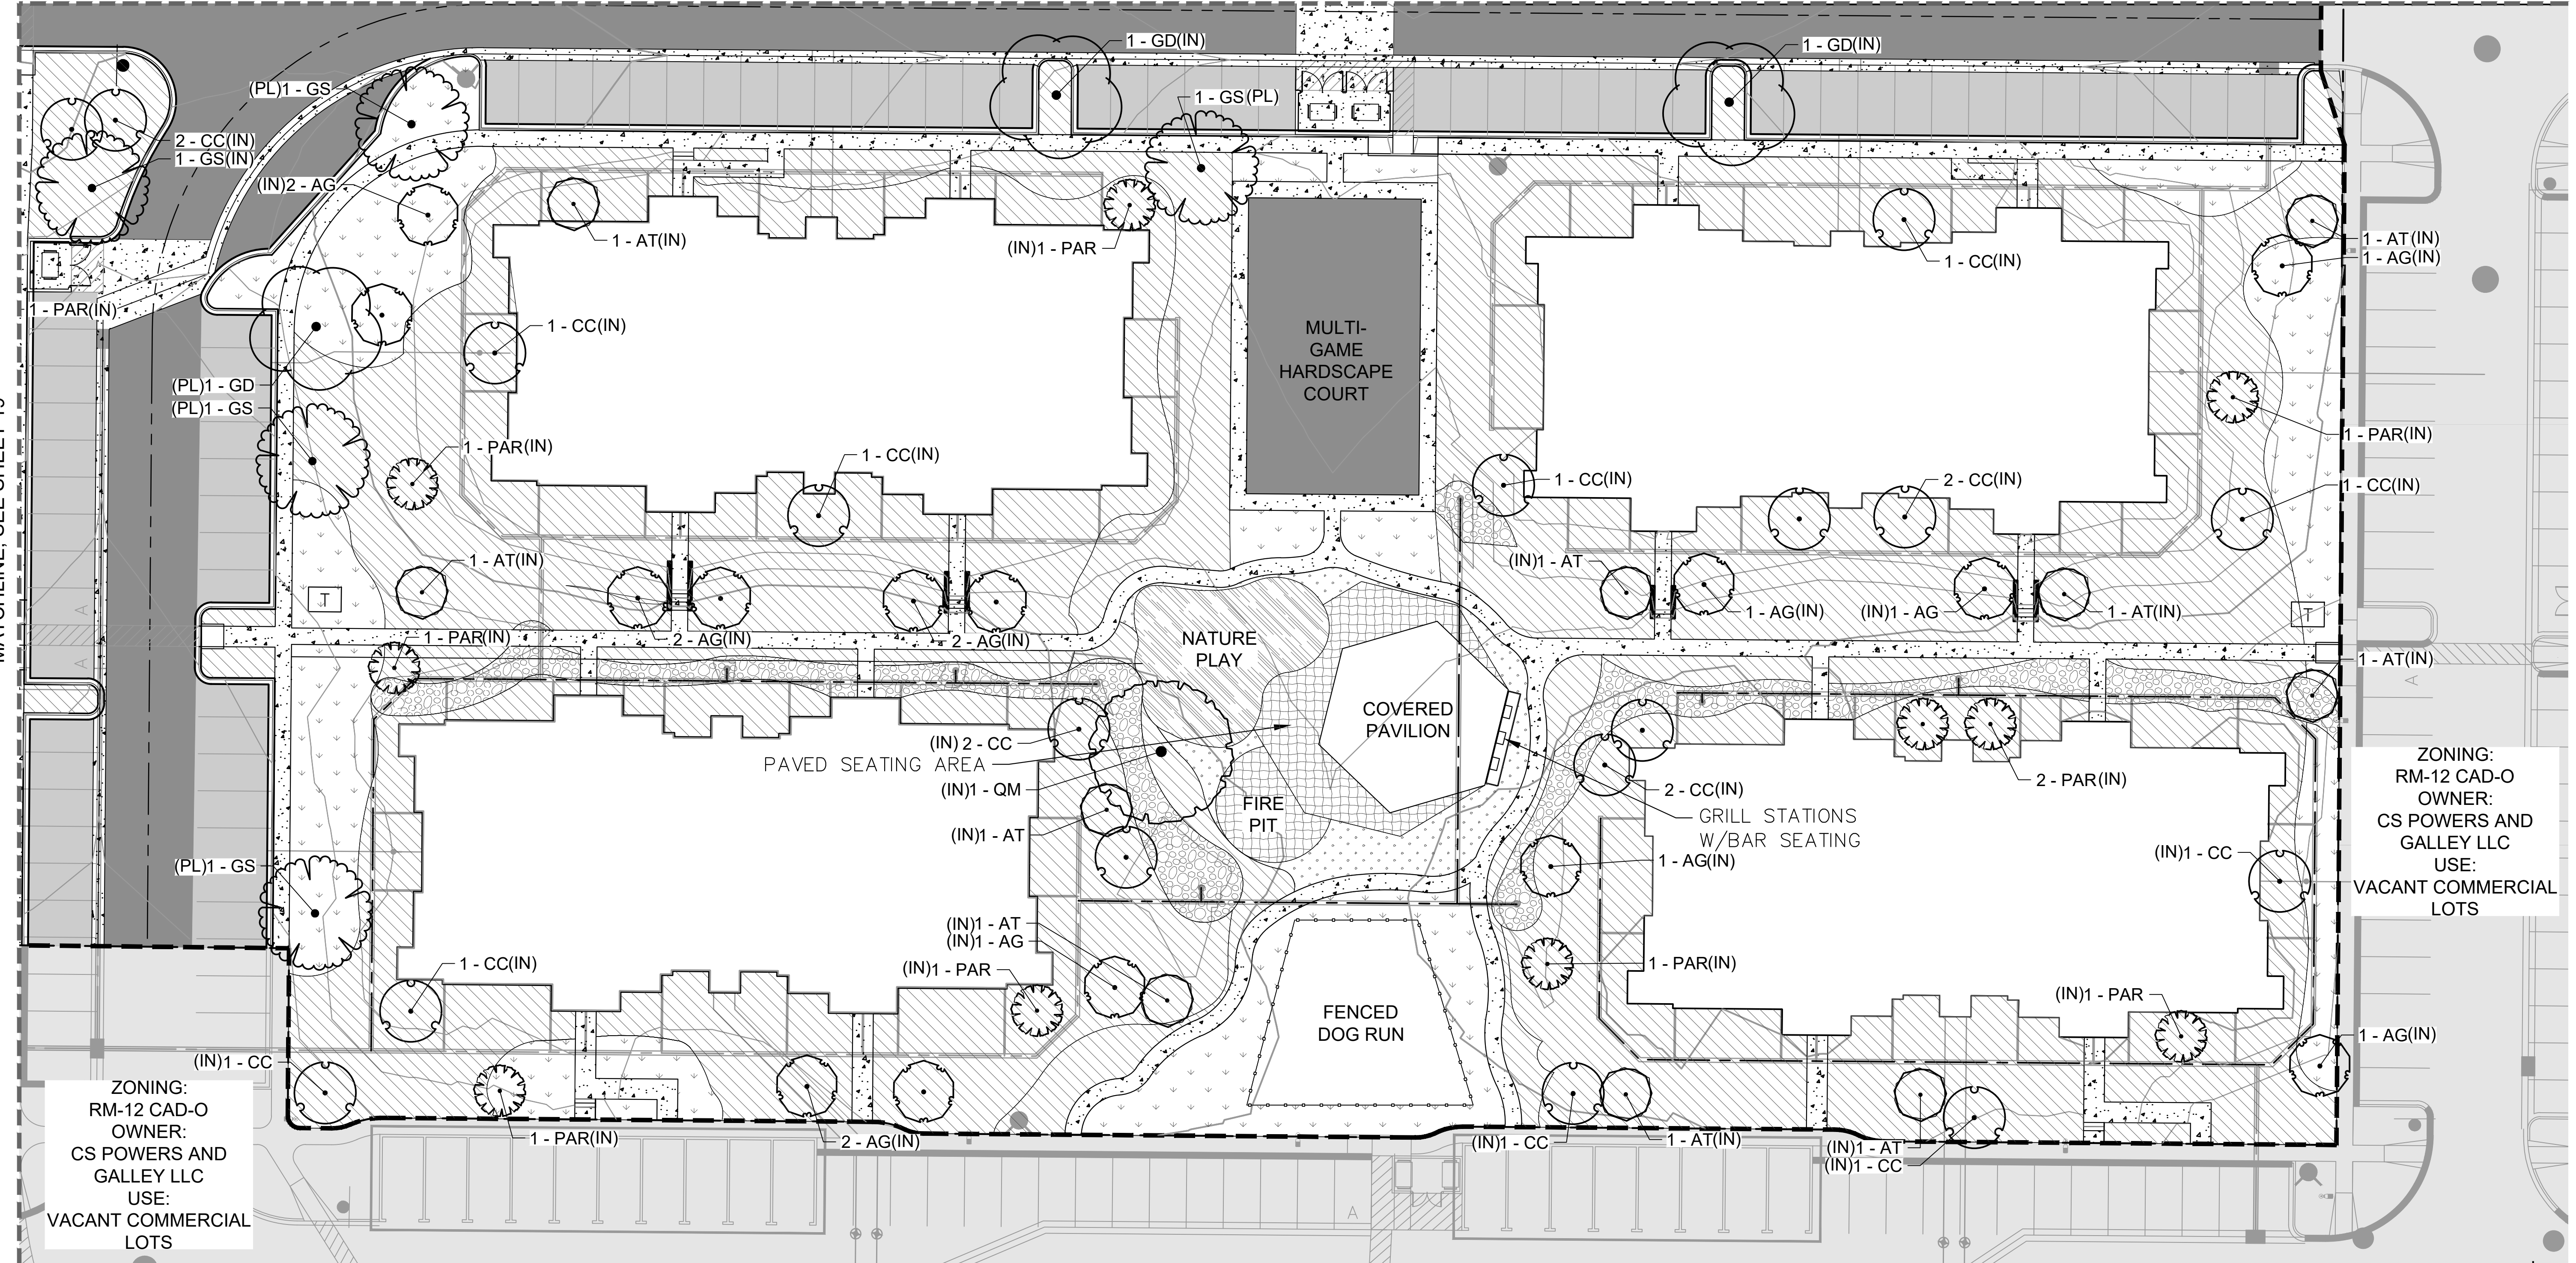 1 - GD(IN)
1 - GD(IN)
(PL)1 - GS
1 - GS(PL)
2 - CC(IN)
1 - GS(IN)
(IN)2 - AG
1 - AT(IN)
(IN)1 - PAR
1 - CC(IN)
1 - AT(IN)
1 - AG(IN)
1 - PAR(IN)
1 - CC(IN)
MULTI-
GAME
HARDSCAPE
COURT
(PL)1 - GD
(PL)1 - GS
1 - PAR(IN)
1 - CC(IN)
1 - PAR(IN)
1 - CC(IN)
2 - CC(IN)
1 - CC(IN)
1 - AT(IN)
(IN)1 - AT
T
1 - AG(IN)
(IN)1 - AG
1 - AT(IN)
T
A
1 - PAR(IN)
2 - AG(IN)
2 - AG(IN)
NATURE
PLAY
1 - AT(IN)
A
A
COVERED
PAVILION
(IN) 2 - CC
PAVED SEATING AREA
(IN)1 - QM
2 - PAR(IN)
2 - CC(IN)
FIRE
PIT
GRILL STATIONS
W/BAR SEATING
(IN)1 - AT
1 - AG(IN)
(IN)1 - CC
ZONING:
RM-12 CAD-O
OWNER:
CS POWERS AND
GALLEY LLC
USE:
VACANT COMMERCIAL
LOTS
(PL)1 - GS
(IN)1 - AT
(IN)1 - AG
1 - CC(IN)
(IN)1 - PAR
1 - PAR(IN)
(IN)1 - PAR
FENCED
DOG RUN
1 - AG(IN)
(IN)1 - CC
1 - PAR(IN)
2 - AG(IN)
(IN)1 - CC
1 - AT(IN)
(IN)1 - AT
(IN)1 - CC
ZONING:
RM-12 CAD-O
OWNER:
CS POWERS AND
GALLEY LLC
USE:
VACANT COMMERCIAL
LOTS
A